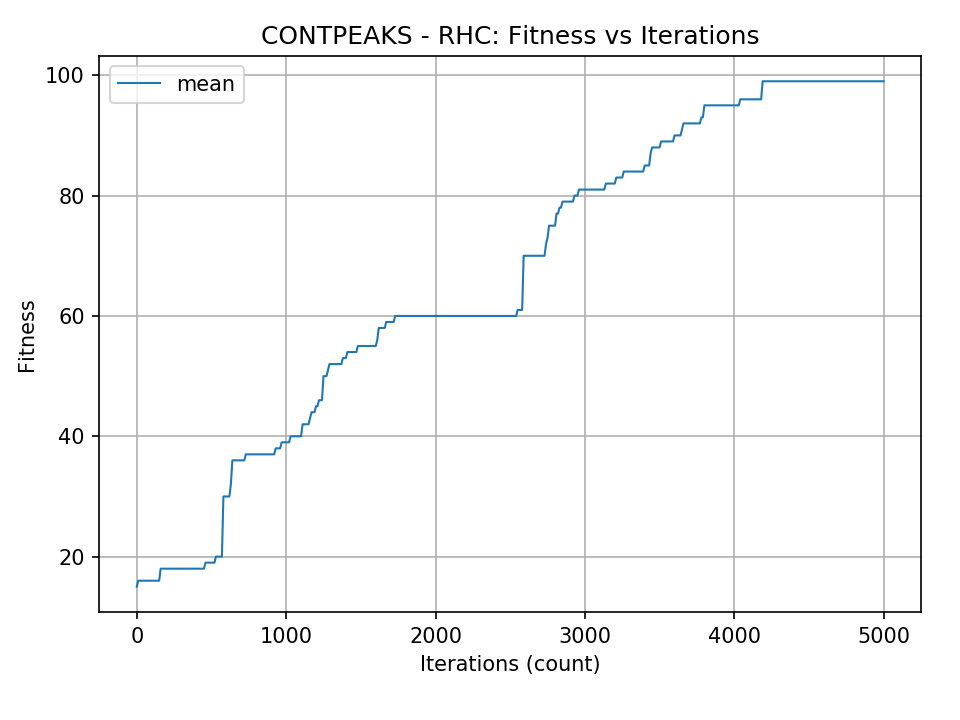 CONTPEAKS - RHC: Fitness vs Iterations
mean
100
80
60
40
20
Fitness
0 1000 2000 3000 4000 5000
Iterations (count)